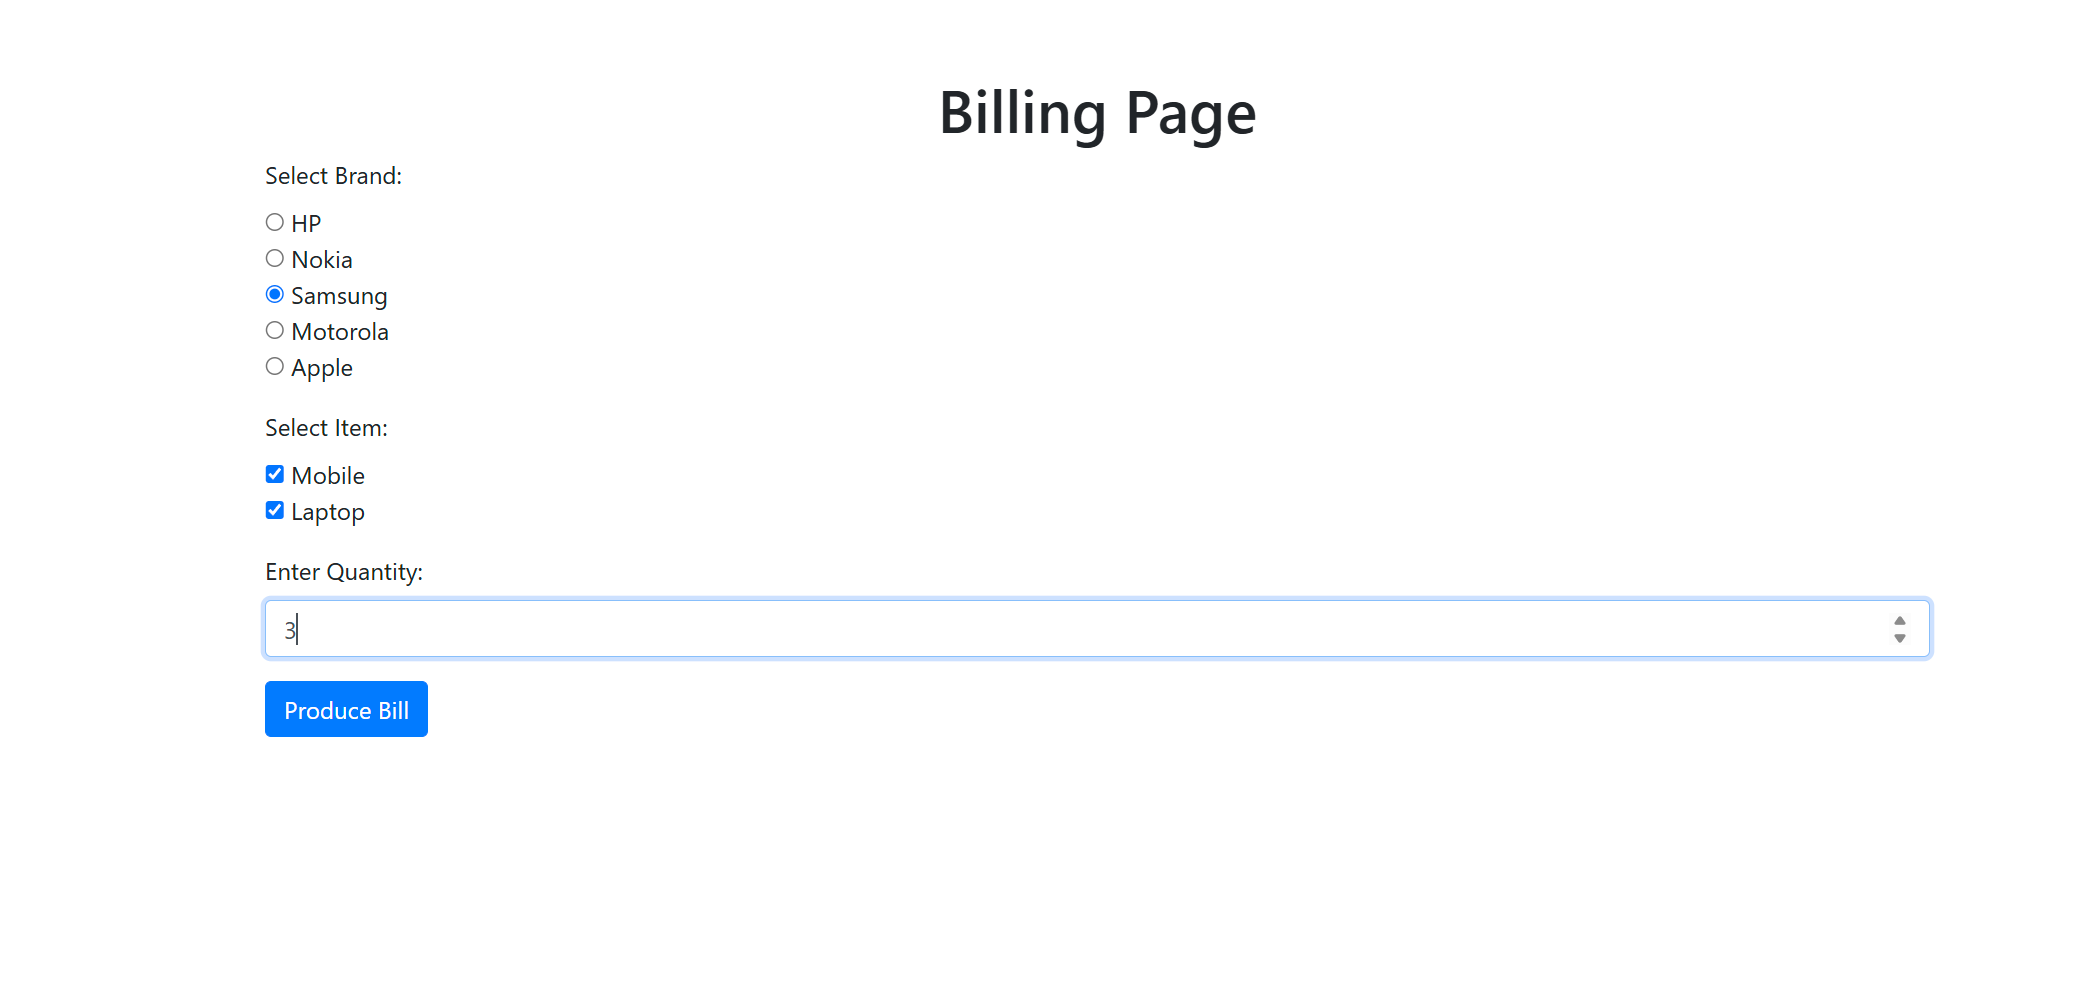 Billing Page
Select Brand:
HP
Nokia
Samsung
Motorola
Apple
Select Item:
Mobile
Laptop
Enter Quantity:
3
Produce Bill